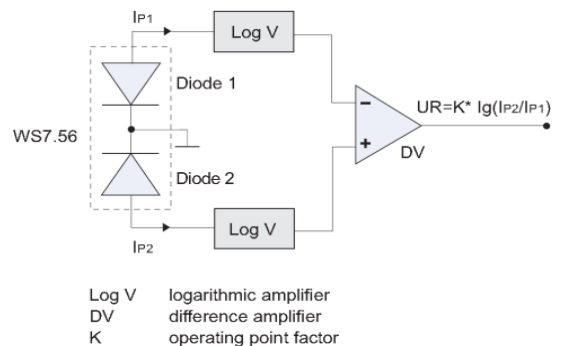 IP1
Log V
Diode 1
UR=K* lg(IP2/IP1)
WS7.56
DV
Diode 2
Log V
IP2
Log V logarithmic amplifier
DV difference amplifier
K operating point factor